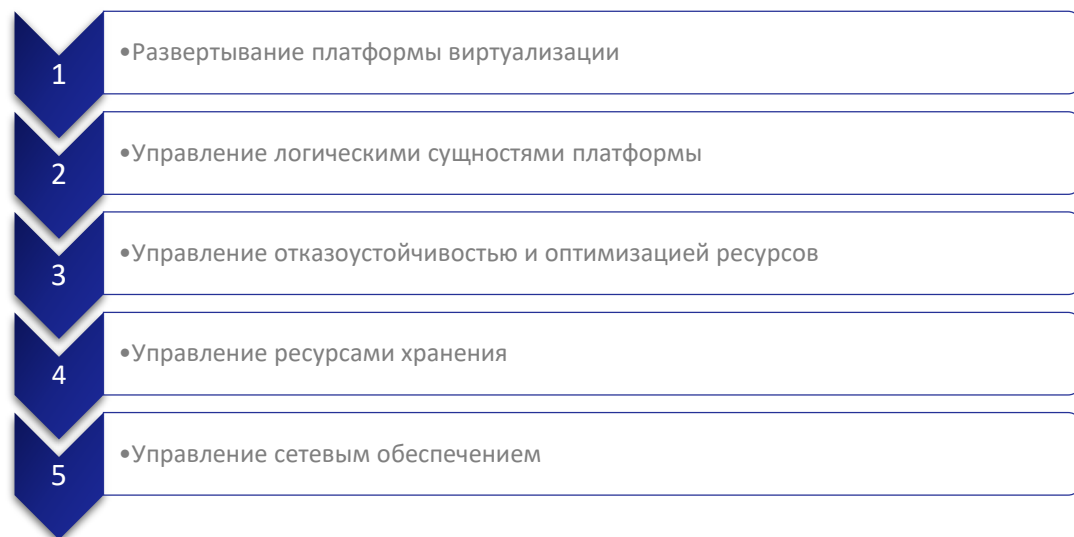 1
•Развертывание платформы виртуализации
2
•Управление логическими сущностями платформы
3
•Управление отказоустойчивостью и оптимизацией ресурсов
4
•Управление ресурсами хранения
5
•Управление сетевым обеспечением